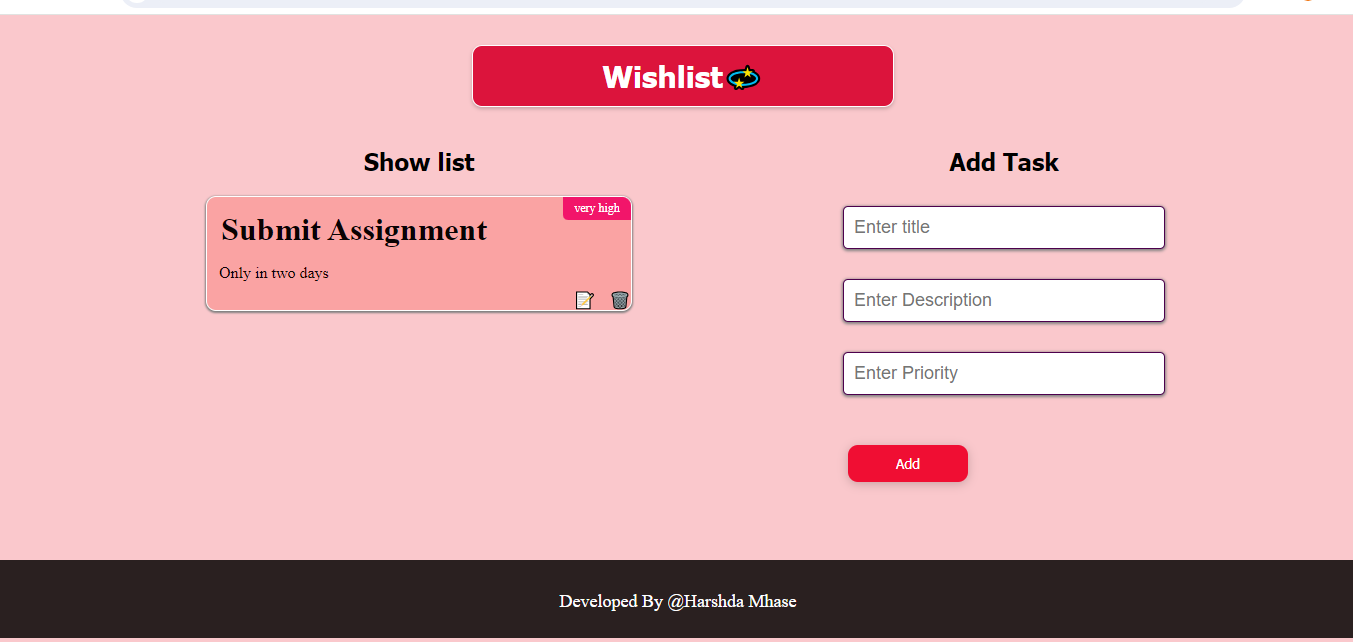 Wishlist💫
Show list
very high
Submit Assignment
Only in two days
Add Task
Enter title
Enter Description
Enter Priority
Add
Developed By @Harshda Mhase